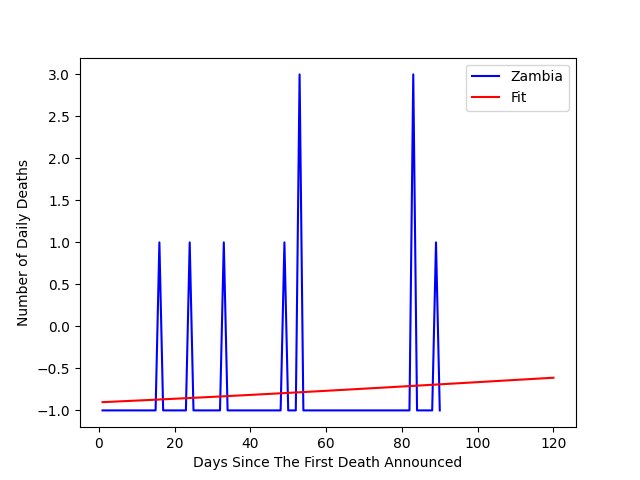 Zambia
Fit
3.0
2.5
2.0
1.5
1.0
0.5
0.0
−0.5
−1.0
Number of Daily Deaths
0 20 40 60 80 100 120
Days Since The First Death Announced